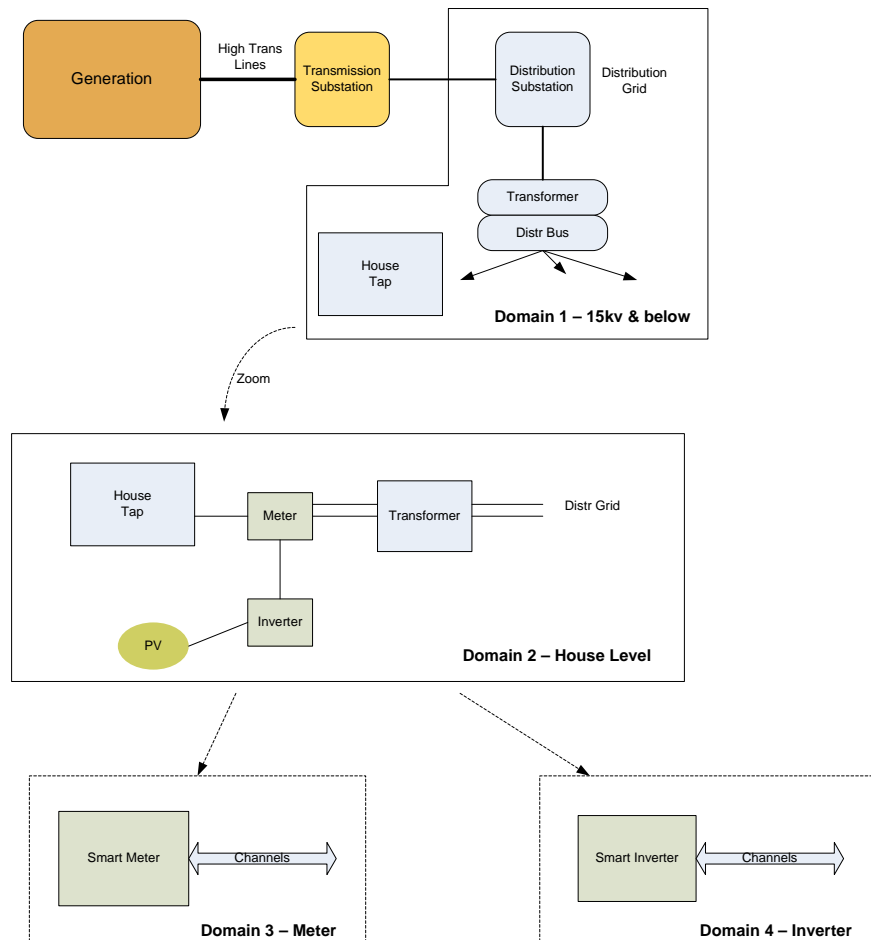 High Trans
Lines
Generation
Transmission
Substation
Distribution
Substation
Distribution
Grid
Transformer
Distr Bus
House
Tap
Domain 1 – 15kv & below
Zoom
House
Tap
Meter
Transformer
Distr Grid
Inverter
PV
Domain 2 – House Level
Smart Meter
Channels
Domain 3 – Meter
Smart Inverter
Channels
Domain 4 – Inverter